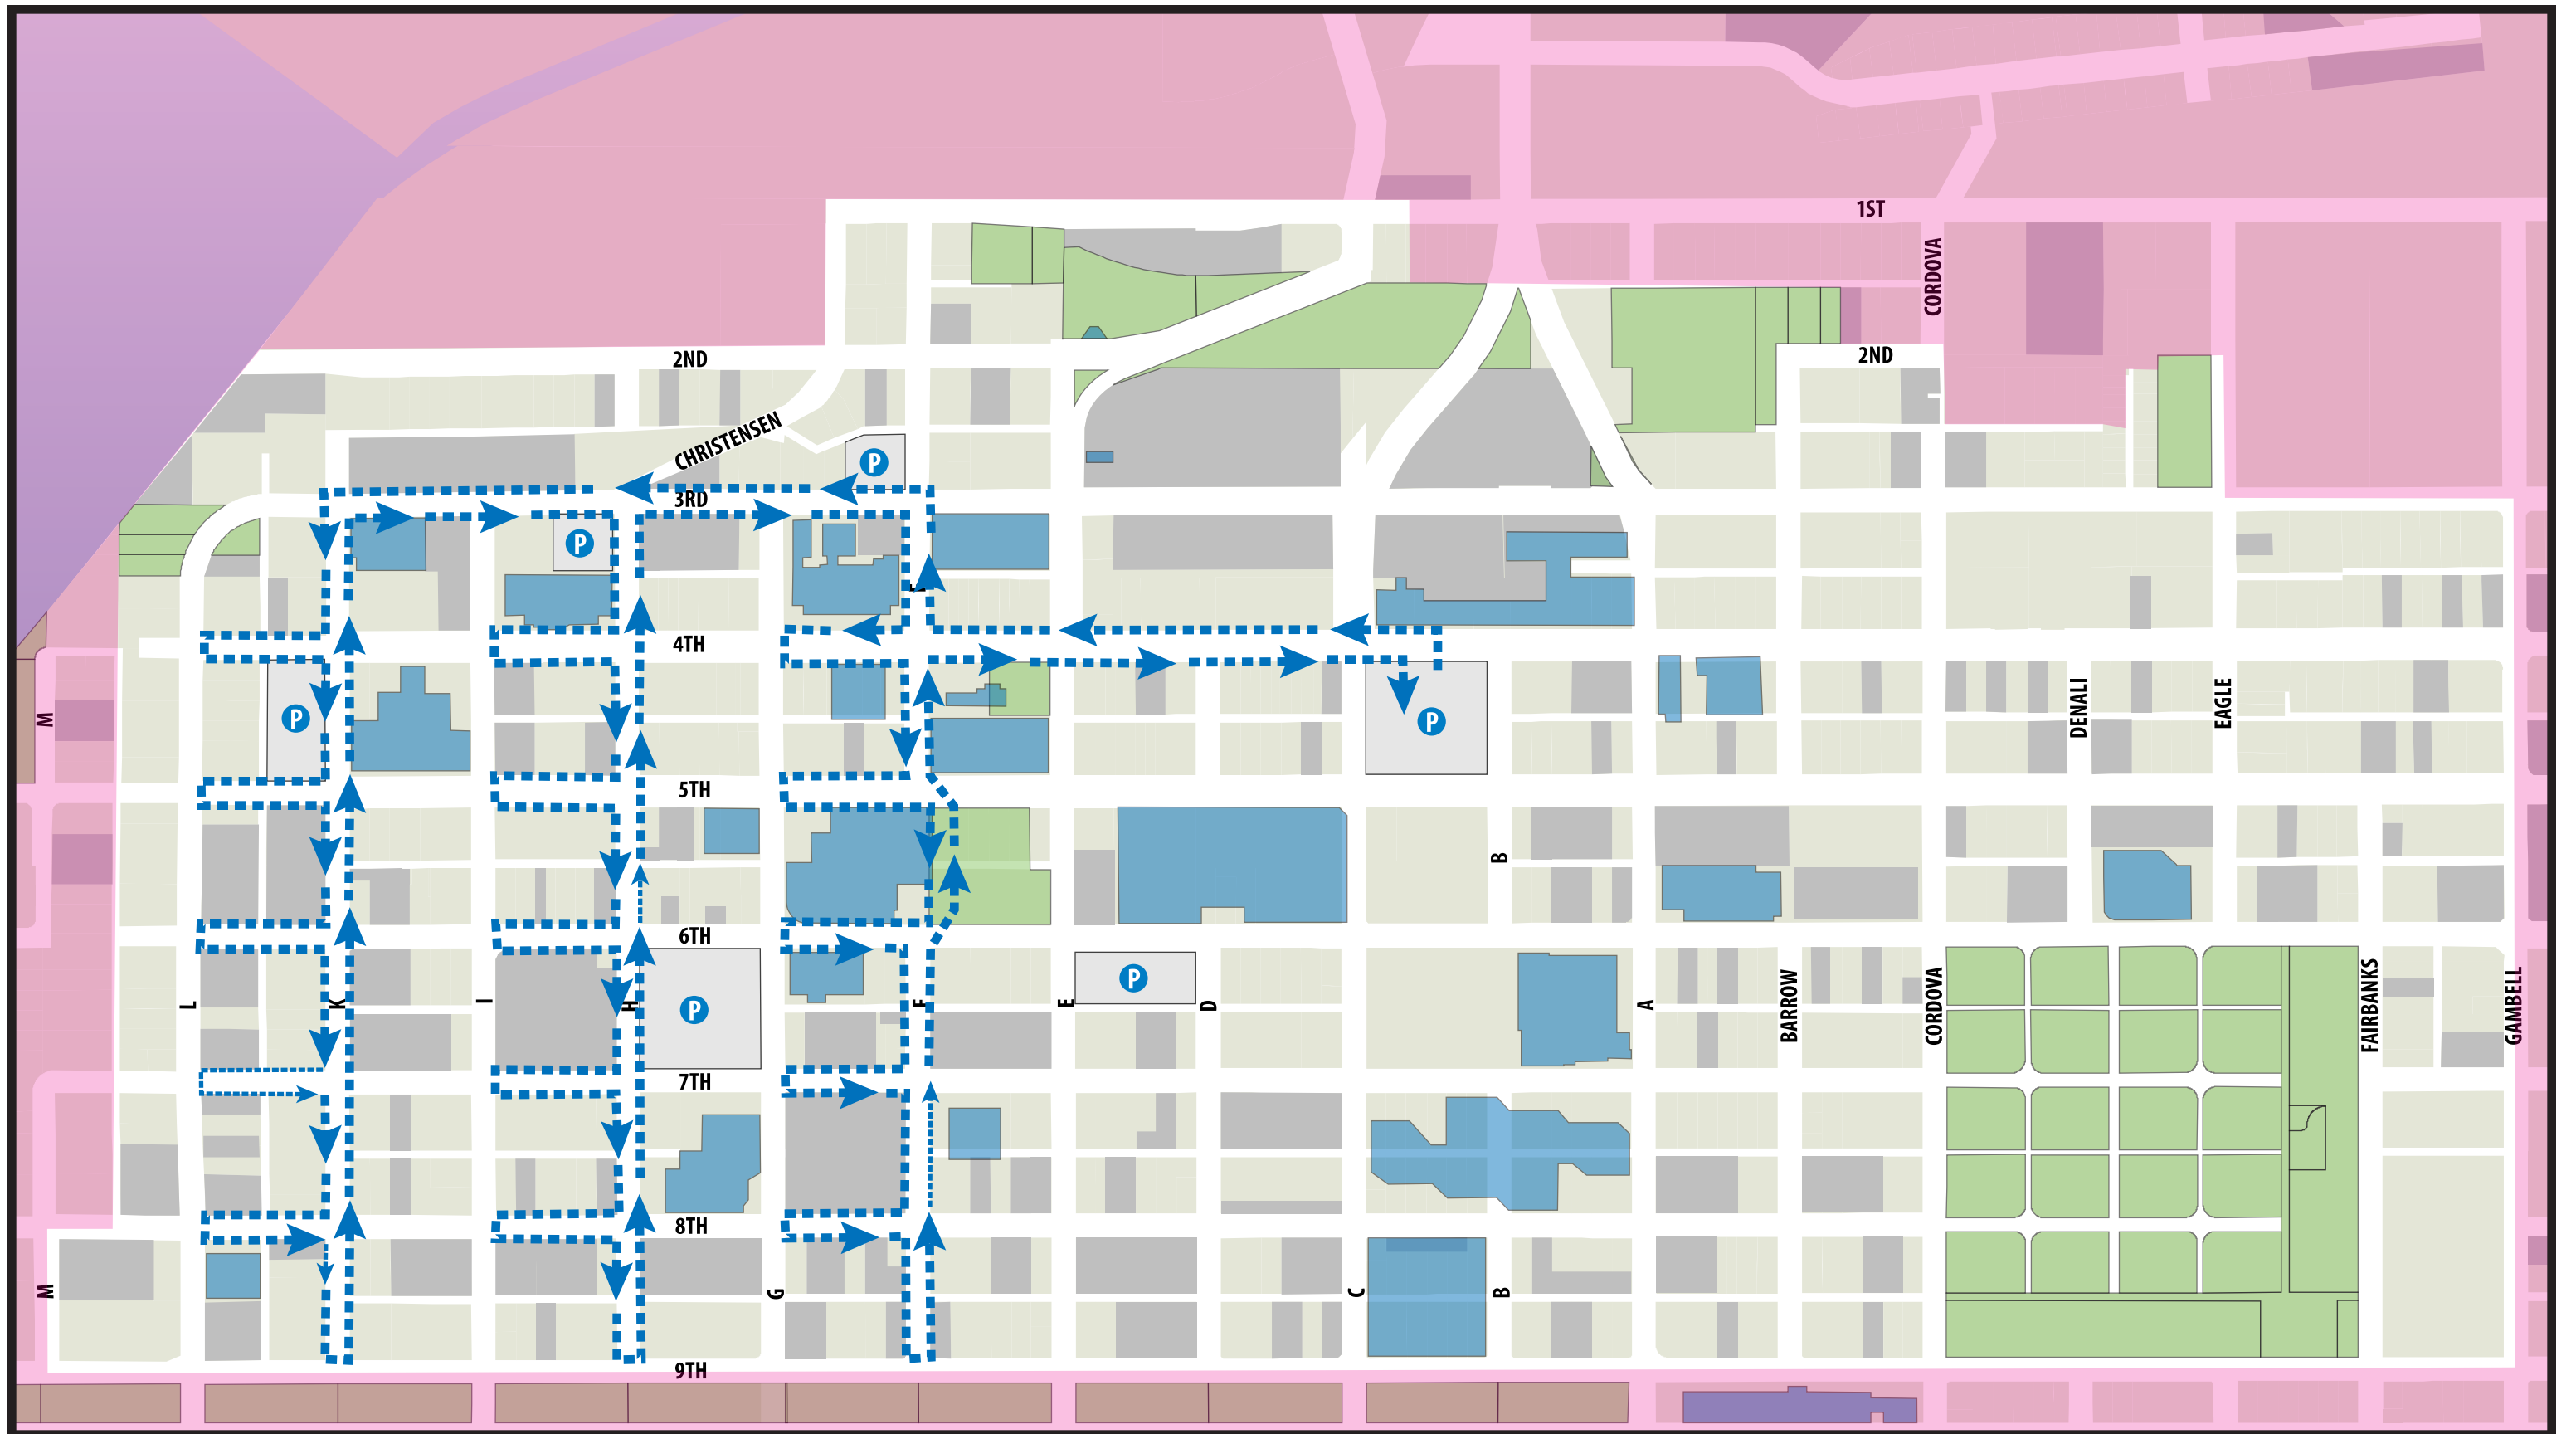 1ST
CORDOVA
2ND
2ND
CHRISTENSEN
P
3RD
P
F
4TH
M
P
P
DENALI
EAGLE
5TH
B
6TH
L
K
I
H
P
F
E
P
D
A
BARROW
CORDOVA
FAIRBANKS
GAMBELL
7TH
8TH
M
G
C
B
9TH